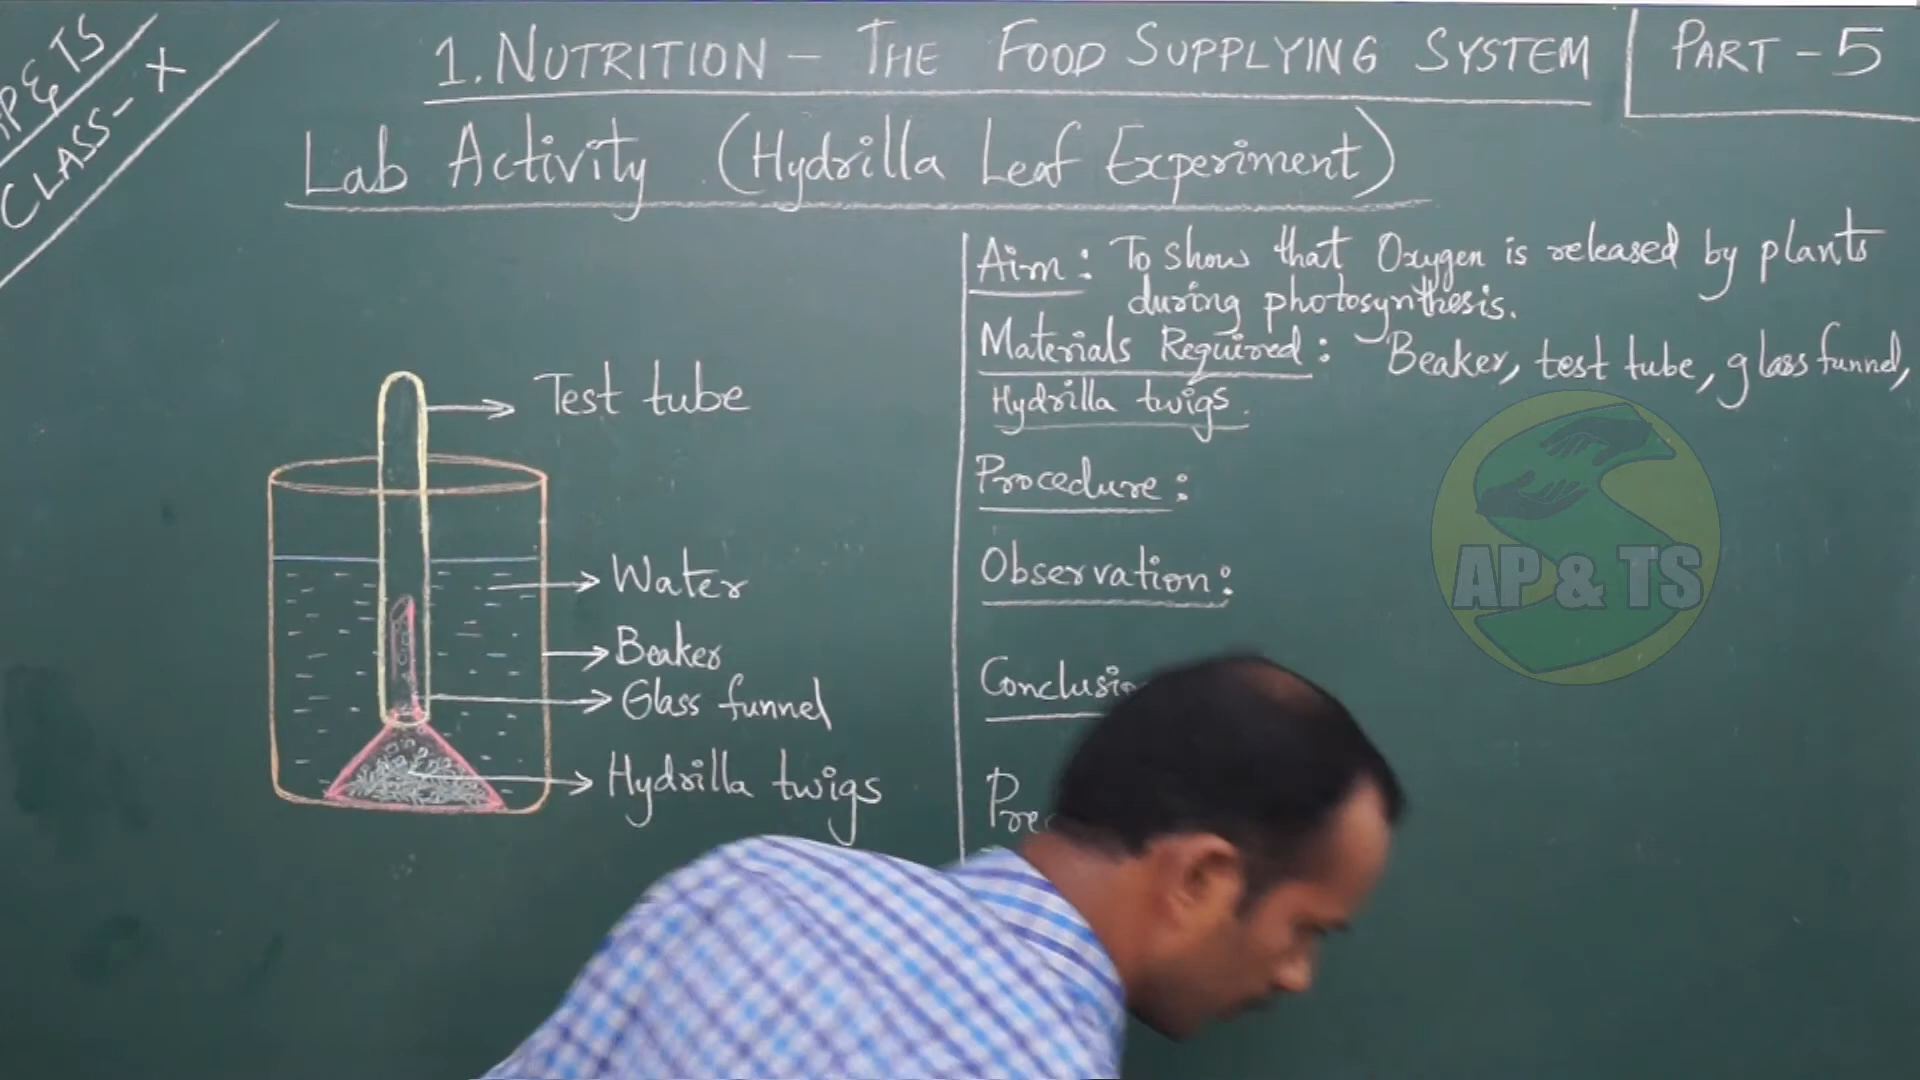 AP & TS
CLASS - X
1. NUTRITION - THE FOOD SUPPLYING SYSTEM
PART - 5
Lab Activity (Hydrilla Leaf Experiment)
Test tube
Water
Beaker
Glass funnel
Hydrilla twigs
Aim: To show that Oxygen is released by plants
during photosynthesis.
Materials Required: Beaker, test tube, glass funnel,
Hydrilla twigs.
Procedure:
Observation:
AP & TS